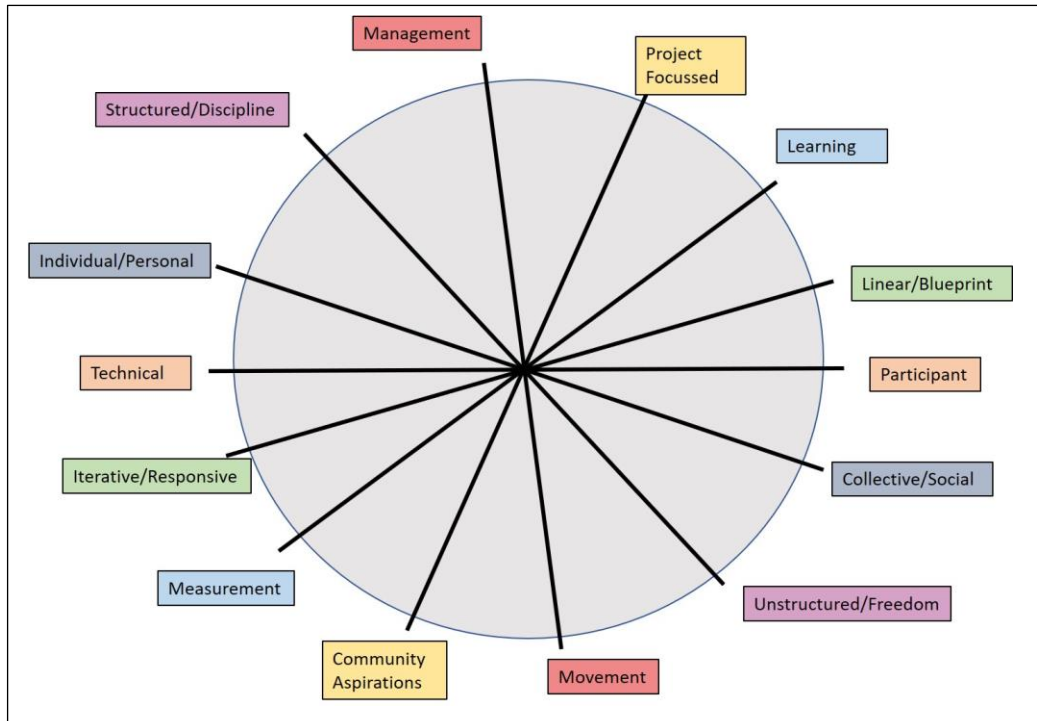 Management
Project
Focussed
Structured/Discipline
Learning
Individual/Personal
Linear/Blueprint
Technical
Participant
Iterative/Responsive
Collective/Social
Measurement
Unstructured/Freedom
Community
Aspirations
Movement